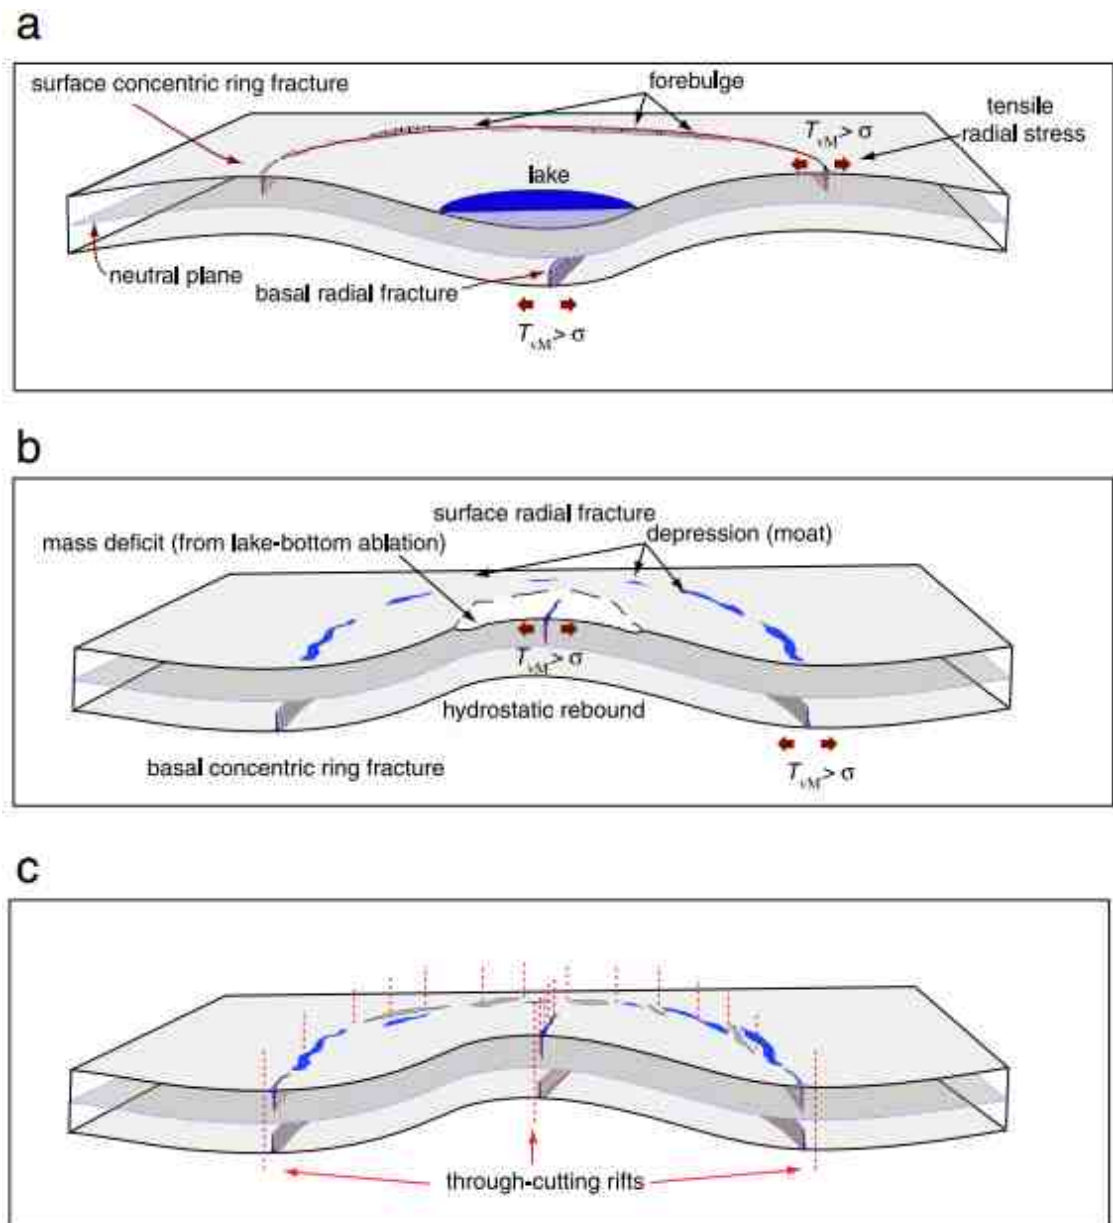 a
surface concentric ring fracture
forebulge
tensile
radial stress
TvM > σ
lake
neutral plane
basal radial fracture
TvM > σ
b
surface radial fracture
mass deficit (from lake-bottom ablation)
depression (moat)
TvM > σ
hydrostatic rebound
basal concentric ring fracture
TvM > σ
c
through-cutting rifts